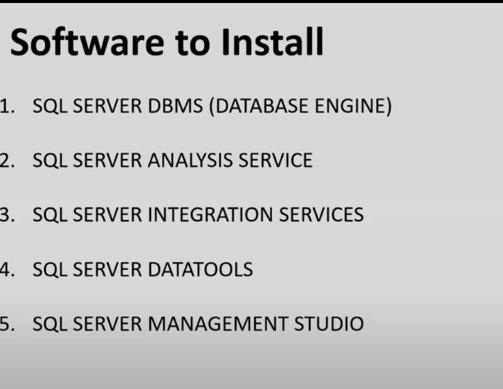 Software to Install
1. SQL SERVER DBMS (DATABASE ENGINE)
2. SQL SERVER ANALYSIS SERVICE
3. SQL SERVER INTEGRATION SERVICES
4. SQL SERVER DATATOOLS
5. SQL SERVER MANAGEMENT STUDIO